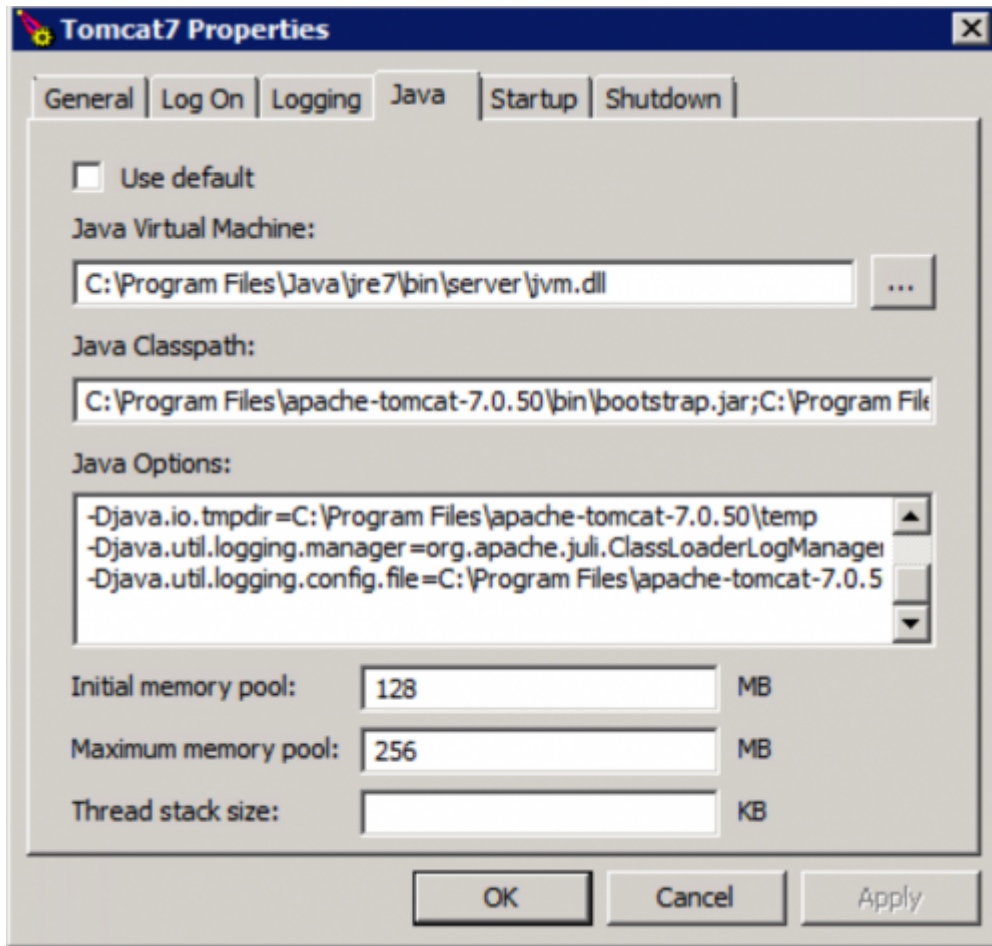 Tomcat7 Properties
General Log On Logging Java Startup Shutdown
Use default
Java Virtual Machine:
C:\Program Files\Java\jre7\bin\server\jvm.dll
...
Java Classpath:
C:\Program Files\apache-tomcat-7.0.50\bin\bootstrap.jar;C:\Program File
Java Options:
-Djava.io.tmpdir=C:\Program Files\apache-tomcat-7.0.50\temp
-Djava.util.logging.manager=org.apache.juli.ClassLoaderLogManager
-Djava.util.logging.config.file=C:\Program Files\apache-tomcat-7.0.5
Initial memory pool: 128 MB
Maximum memory pool: 256 MB
Thread stack size: KB
OK Cancel Apply